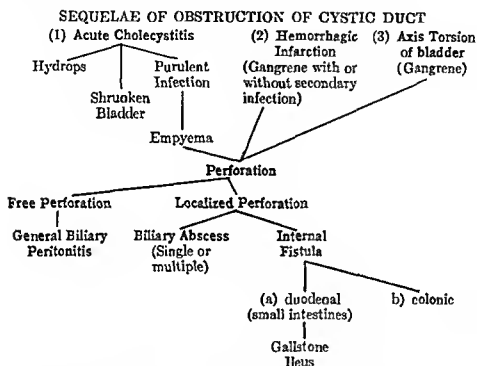 SEQUELAE OF OBSTRUCTION OF CYSTIC DUCT
(1) Acute Cholecystitis
(2) Hemorrhagic Infarction
(Gangrene with or
without secondary
infection)
(3) Axis Torsion
of bladder
(Gangrene)
Hydrops
Shrunken
Bladder
Purulent
Infection
Empyema
Perforation
Free Perforation
Localized Perforation
General Biliary
Peritonitis
Biliary Abscess
(Single or
multiple)
Internal
Fistula
(a) duodenal
(small intestines)
b) colonic
Gallstone
Ileus